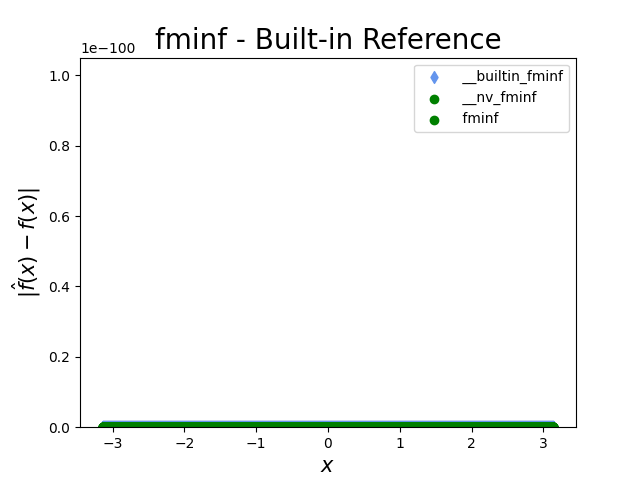 fminf - Built-in Reference
1e−100
1.0
0.8
0.6
0.4
0.2
0.0
|f̂(x) − f(x)|
__builtin_fminf
__nv_fminf
fminf
−3 −2 −1 0 1 2 3
x